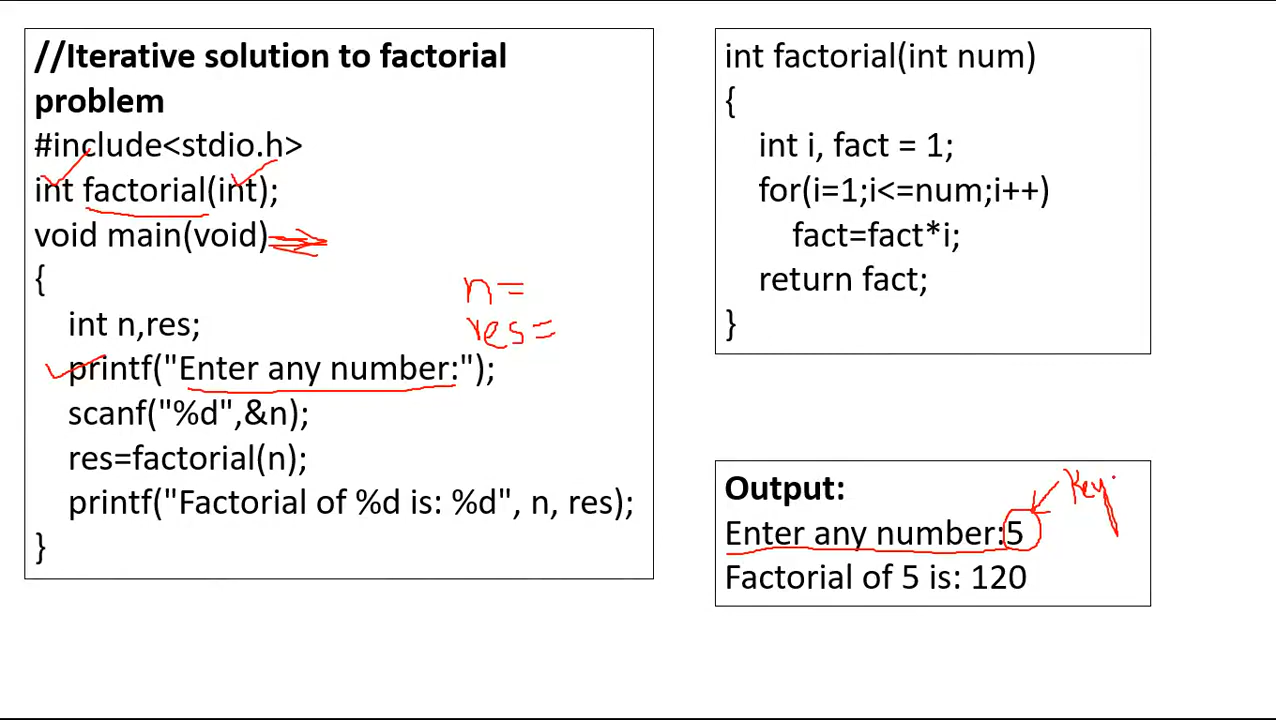 //Iterative solution to factorial
problem
#include<stdio.h>
int factorial(int);
void main(void)
{
int n,res;
printf("Enter any number:");
scanf("%d",&n);
res=factorial(n);
printf("Factorial of %d is: %d", n, res);
}
n=
res=
int factorial(int num)
{
int i, fact = 1;
for(i=1;i<=num;i++)
fact=fact*i;
return fact;
}
Output:
Enter any number:5
Factorial of 5 is: 120
Key